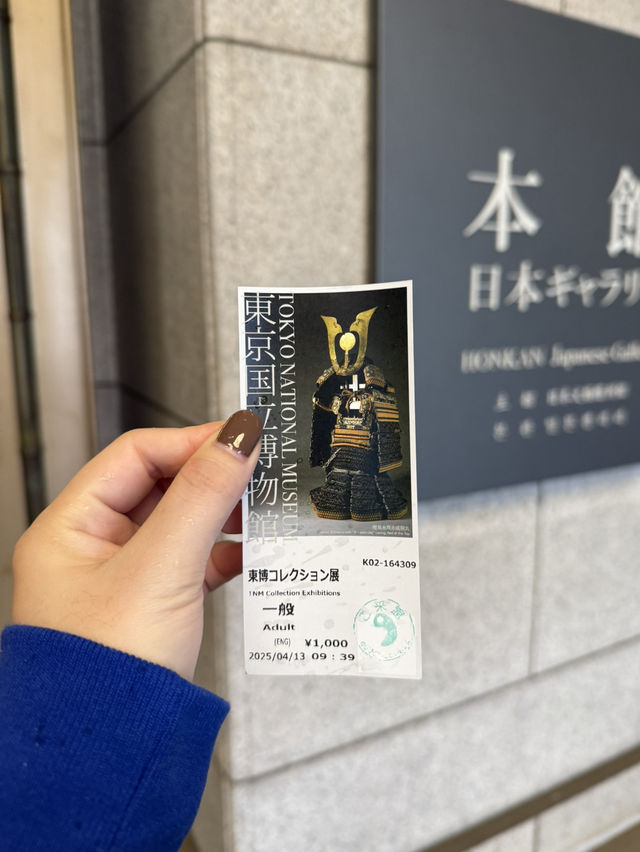 本 館
日本ギャラリ
HONKAN Japanese Galle
東京国立博物館
TOKYO NATIONAL MUSEUM
K02-164309
東博コレクション展
TNM Collection Exhibitions
一般
Adult
(ENG) ¥1,000
2025/04/13 09:39